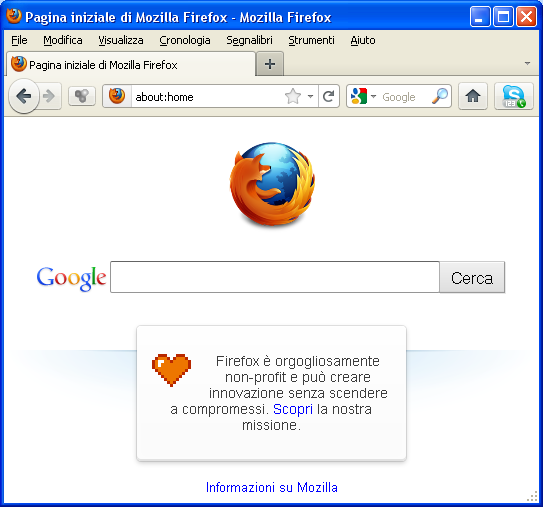 Pagina iniziale di Mozilla Firefox - Mozilla Firefox
File Modifica Visualizza Cronologia Segnalibri Strumenti Aiuto
Pagina iniziale di Mozilla Firefox
about:home Google
Google Cerca
Firefox è orgogliosamente
non-profit e può creare
innovazione senza scendere
a compromessi. Scopri la nostra
missione.
Informazioni su Mozilla